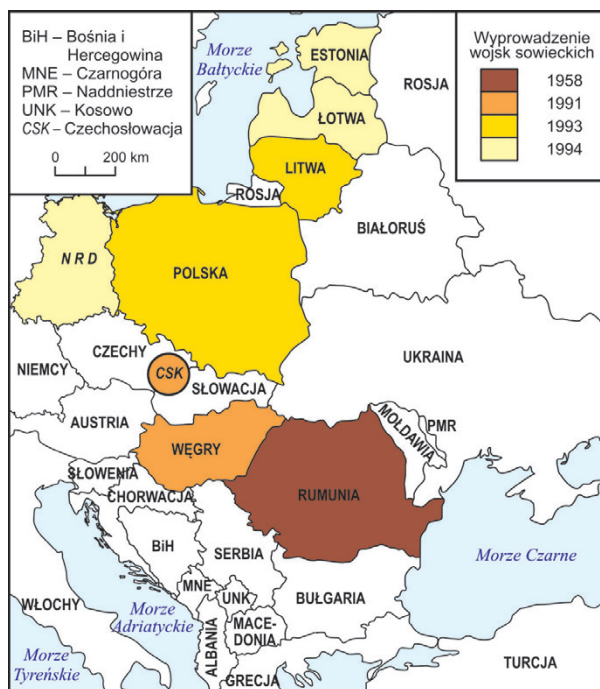 BiH – Bośnia i
Hercegowina
MNE – Czarnogóra
PMR – Naddniestrze
UNK – Kosowo
CSK – Czechosłowacja
0 200 km
Morze
Bałtyckie
ESTONIA
ROSJA
Wyprowadzenie
wojsk sowieckich
1958
1991
1993
1994
ŁOTWA
LITWA
ROSJA
BIAŁORUŚ
NRD
POLSKA
NIEMCY
CZECHY
CSK
SŁOWACJA
UKRAINA
AUSTRIA
WĘGRY
MOŁDAWIA
PMR
SŁOWENIA
CHORWACJA
RUMUNIA
BiH
SERBIA
Morze Czarne
WŁOCHY
Morze
Adriatyckie
MNE
UNK
BUŁGARIA
ALBANIA
MACE-
DONIA
Morze
Tyreńskie
GRECJA
TURCJA